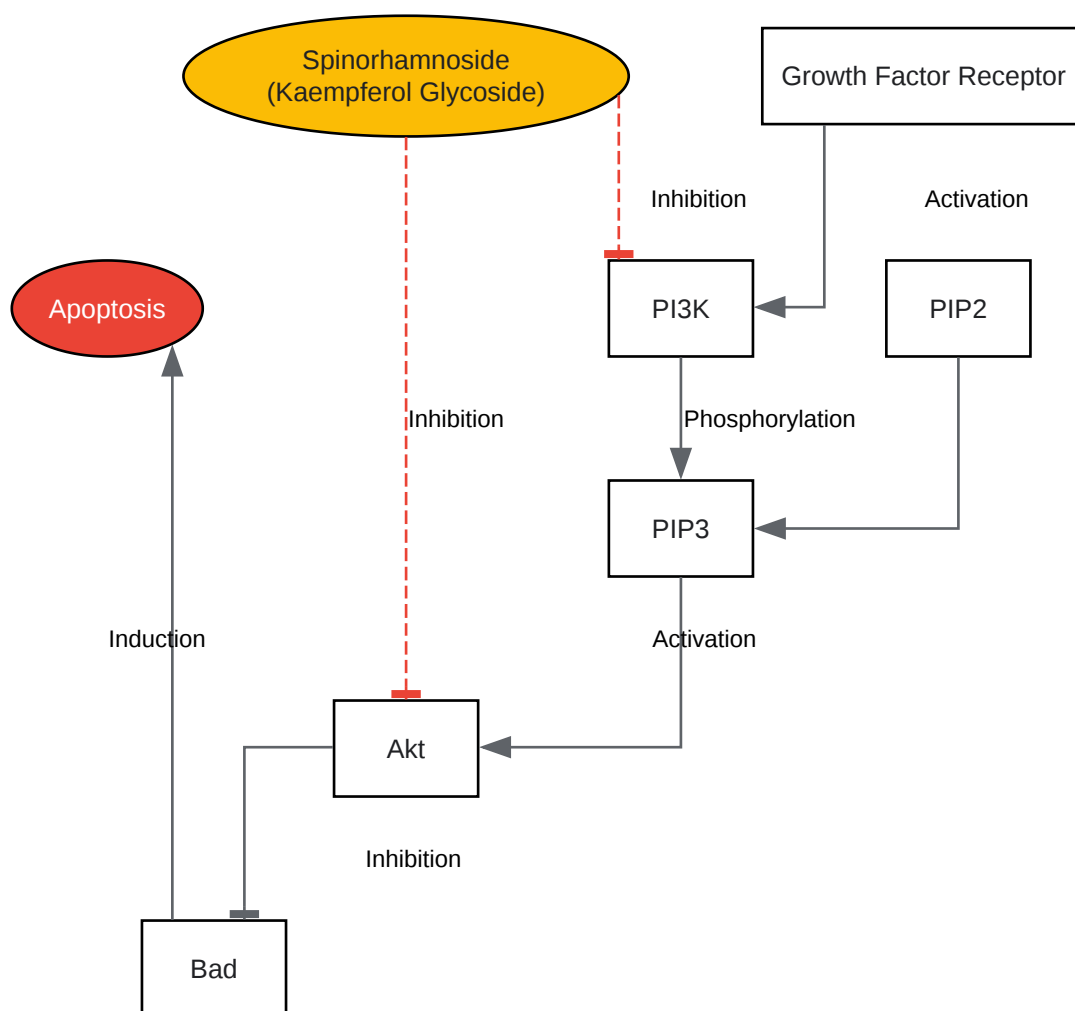 Spinorhamnoside
(Kaempferol Glycoside)
Growth Factor Receptor
Inhibition
Activation
Apoptosis
PI3K
PIP2
Inhibition
Phosphorylation
PIP3
Induction
Activation
Akt
Inhibition
Bad